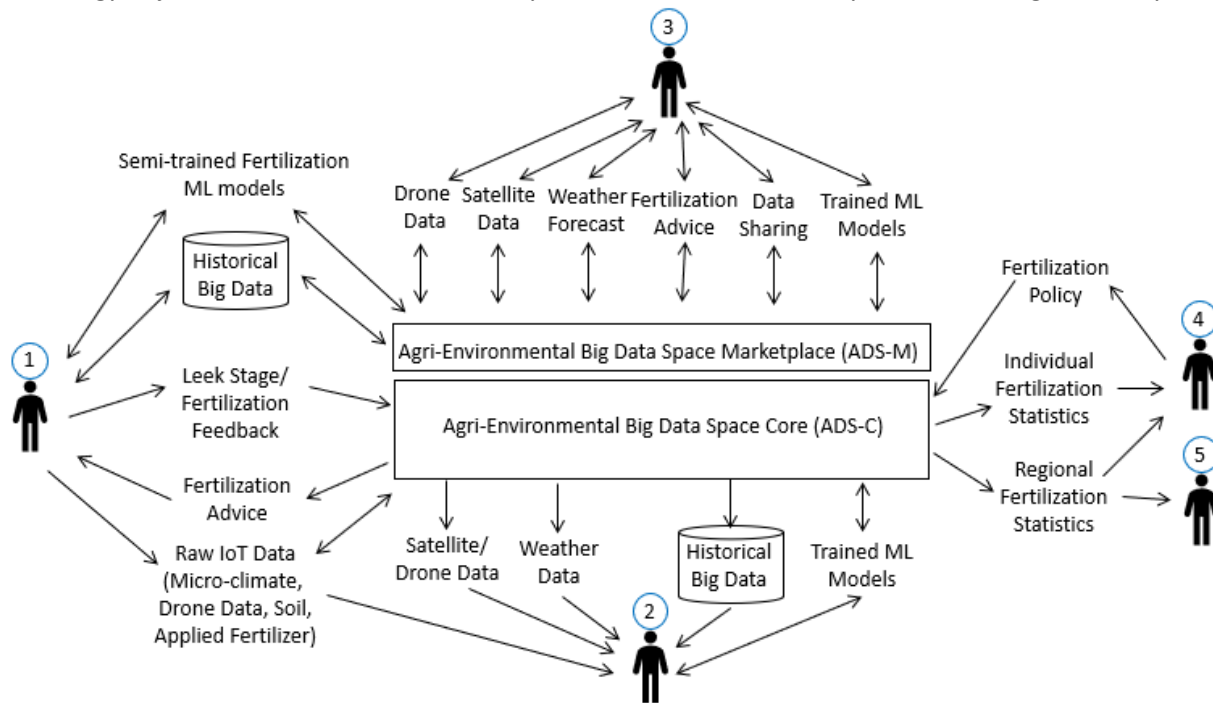 3
Semi-trained Fertilization
ML models
Drone
Data
Satellite
Data
Weather
Forecast
Fertilization
Advice
Data
Sharing
Trained ML
Models
Historical
Big Data
Fertilization
Policy
1
4
Agri-Environmental Big Data Space Marketplace (ADS-M)
Leek Stage/
Fertilization
Feedback
Agri-Environmental Big Data Space Core (ADS-C)
Individual
Fertilization
Statistics
5
Fertilization
Advice
Regional
Fertilization
Statistics
Raw IoT Data
(Micro-climate,
Drone Data, Soil,
Applied Fertilizer)
Satellite/
Drone Data
Weather
Data
Historical
Big Data
Trained ML
Models
2